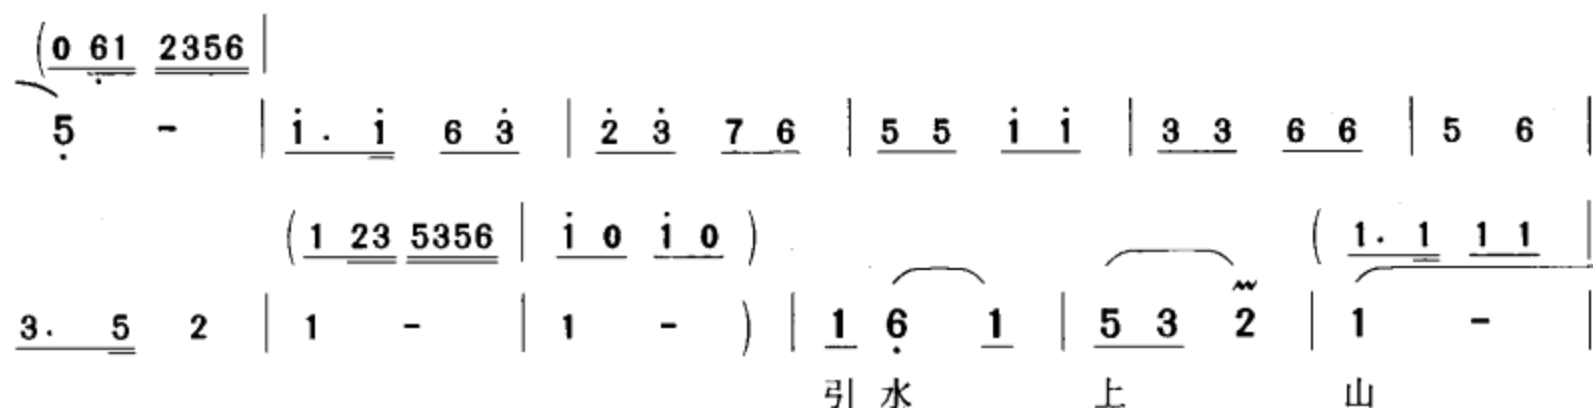 (0 61 2356 |
5 - | i . i 6 3 | 2 3 7 6 | 5 5 i i | 3 3 6 6 | 5 6 |
(1 23 5356 | i 0 i 0 ) ( 1. 1 1 1 |
3. 5 2 | 1 - | 1 - ) | 1 6 1 | 5 3 2 | 1 - |
引 水 上 山